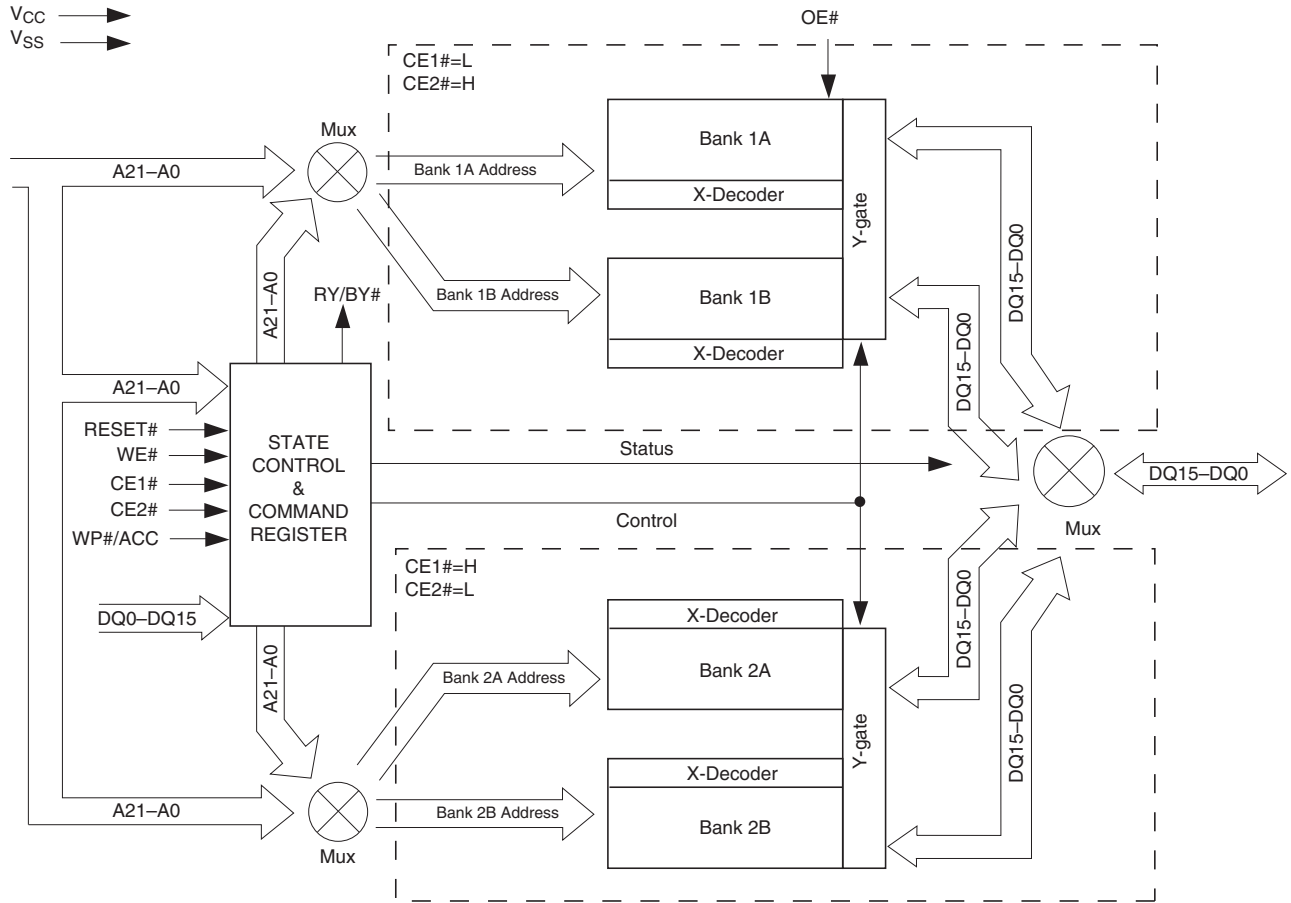 VCC
VSS
OE#
CE1#=L
CE2#=H
Mux
A21–A0
Bank 1A Address
Bank 1A
X-Decoder
Y-gate
DQ15–DQ0
A21–A0
RY/BY#
Bank 1B Address
Bank 1B
X-Decoder
DQ15–DQ0
A21–A0
RESET#
WE#
CE1#
CE2#
WP#/ACC
DQ0–DQ15
STATE
CONTROL
&
COMMAND
REGISTER
Status
Control
DQ15–DQ0
Mux
CE1#=H
CE2#=L
A21–A0
X-Decoder
Bank 2A Address
Bank 2A
Y-gate
DQ15–DQ0
DQ15–DQ0
X-Decoder
A21–A0
Bank 2B Address
Bank 2B
Mux